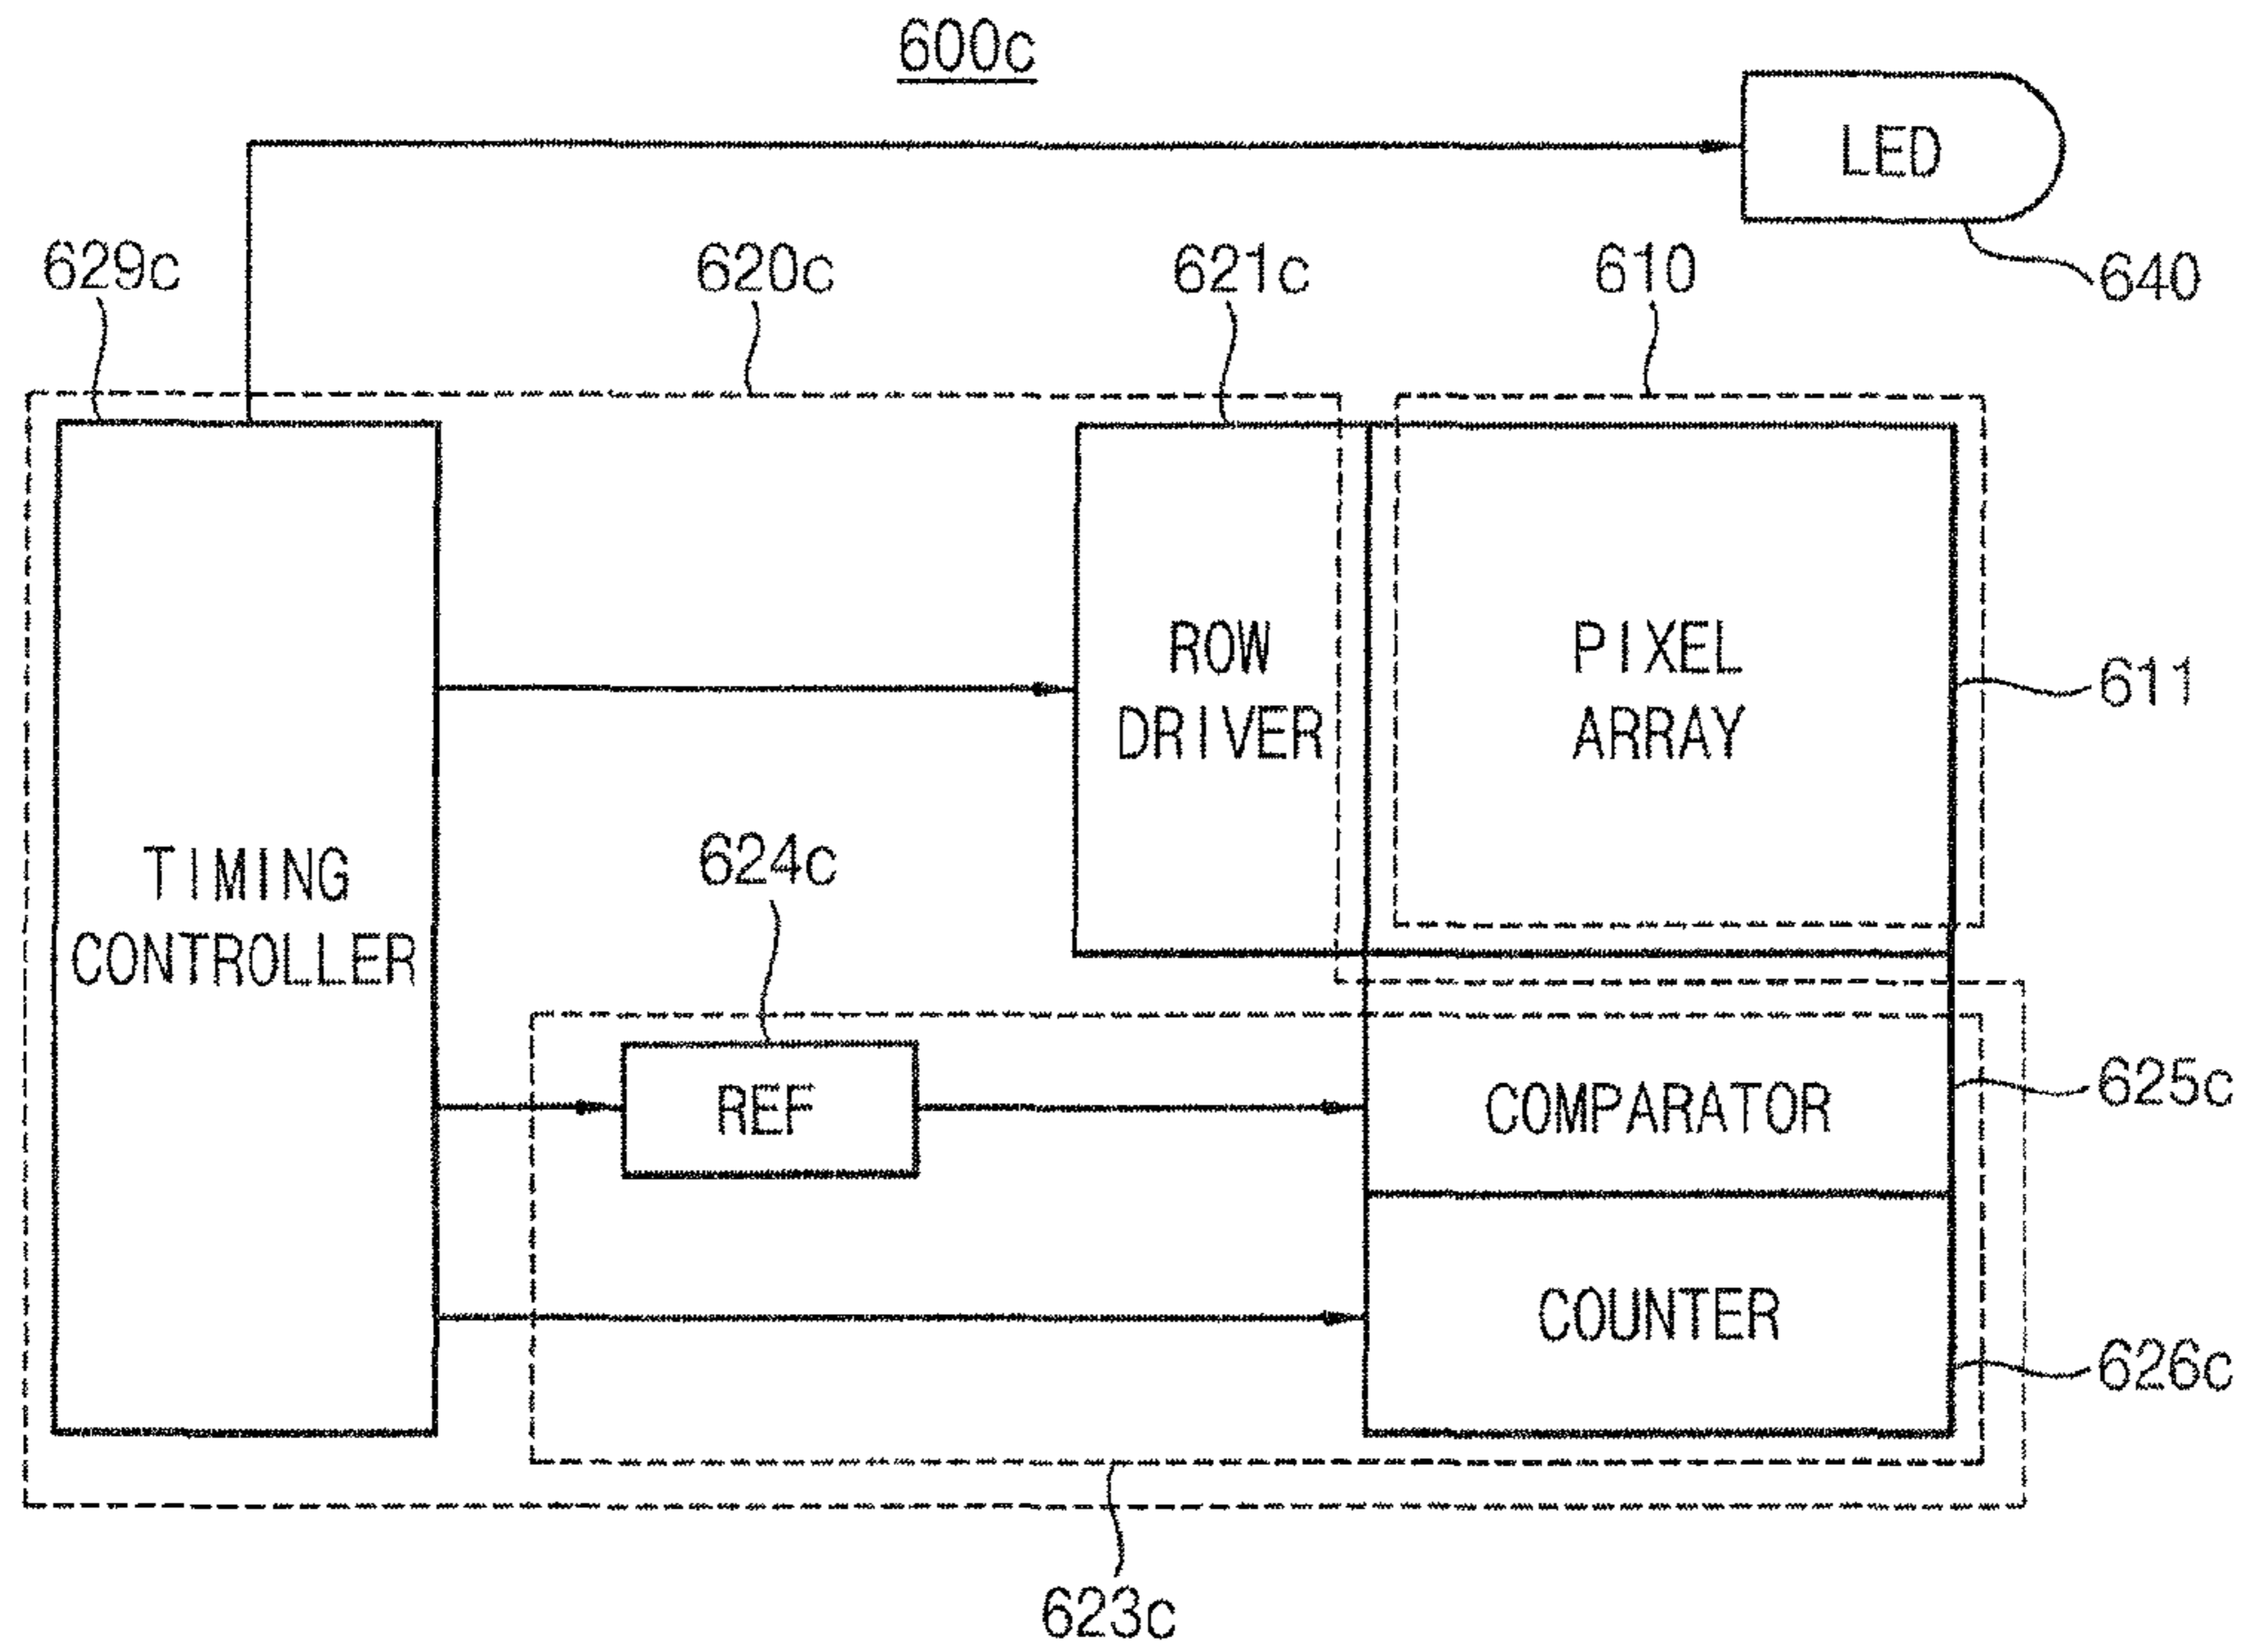 600c
LED
629c
620c
621c
610
640
ROW
DRIVER
PIXEL
ARRAY
611
TIMING
CONTROLLER
624c
REF
COMPARATOR
625c
COUNTER
626c
623c